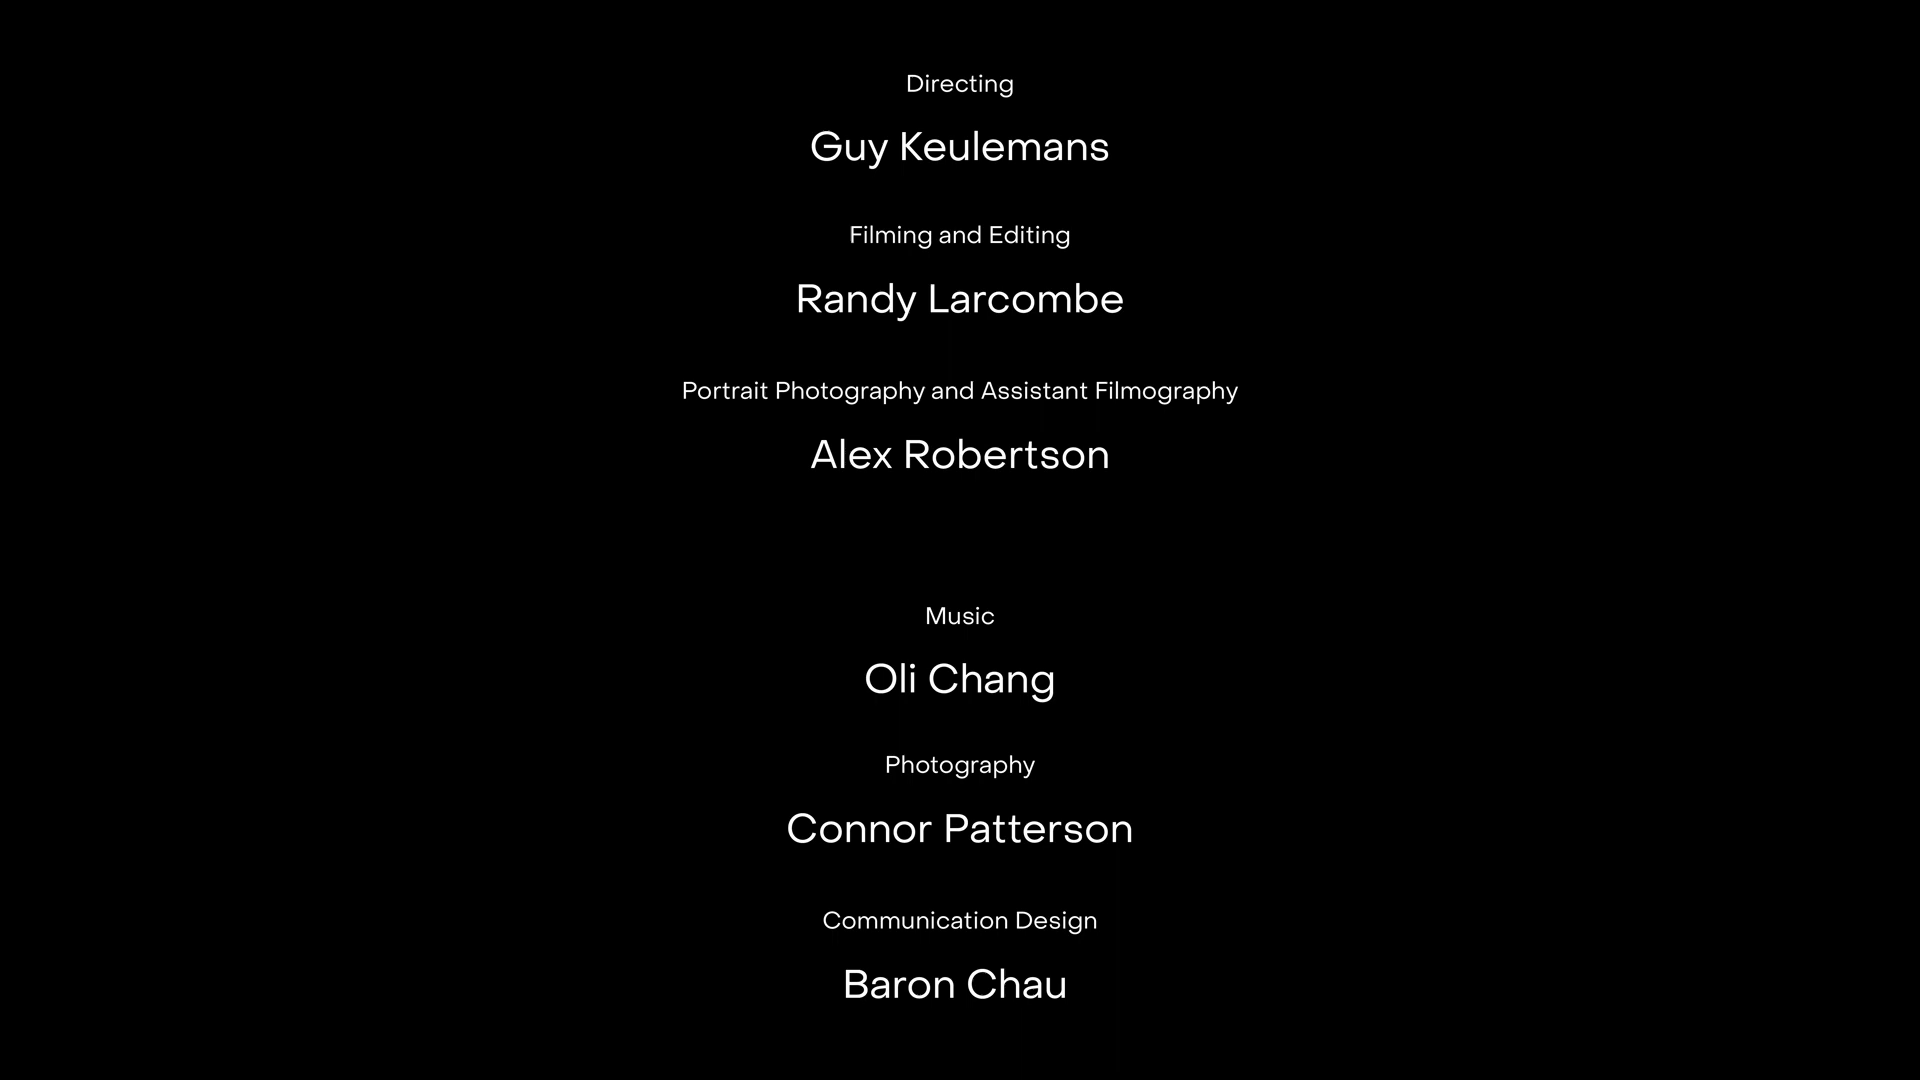 Directing
Guy Keulemans
Filming and Editing
Randy Larcombe
Portrait Photography and Assistant Filmography
Alex Robertson
Music
Oli Chang
Photography
Connor Patterson
Communication Design
Baron Chau